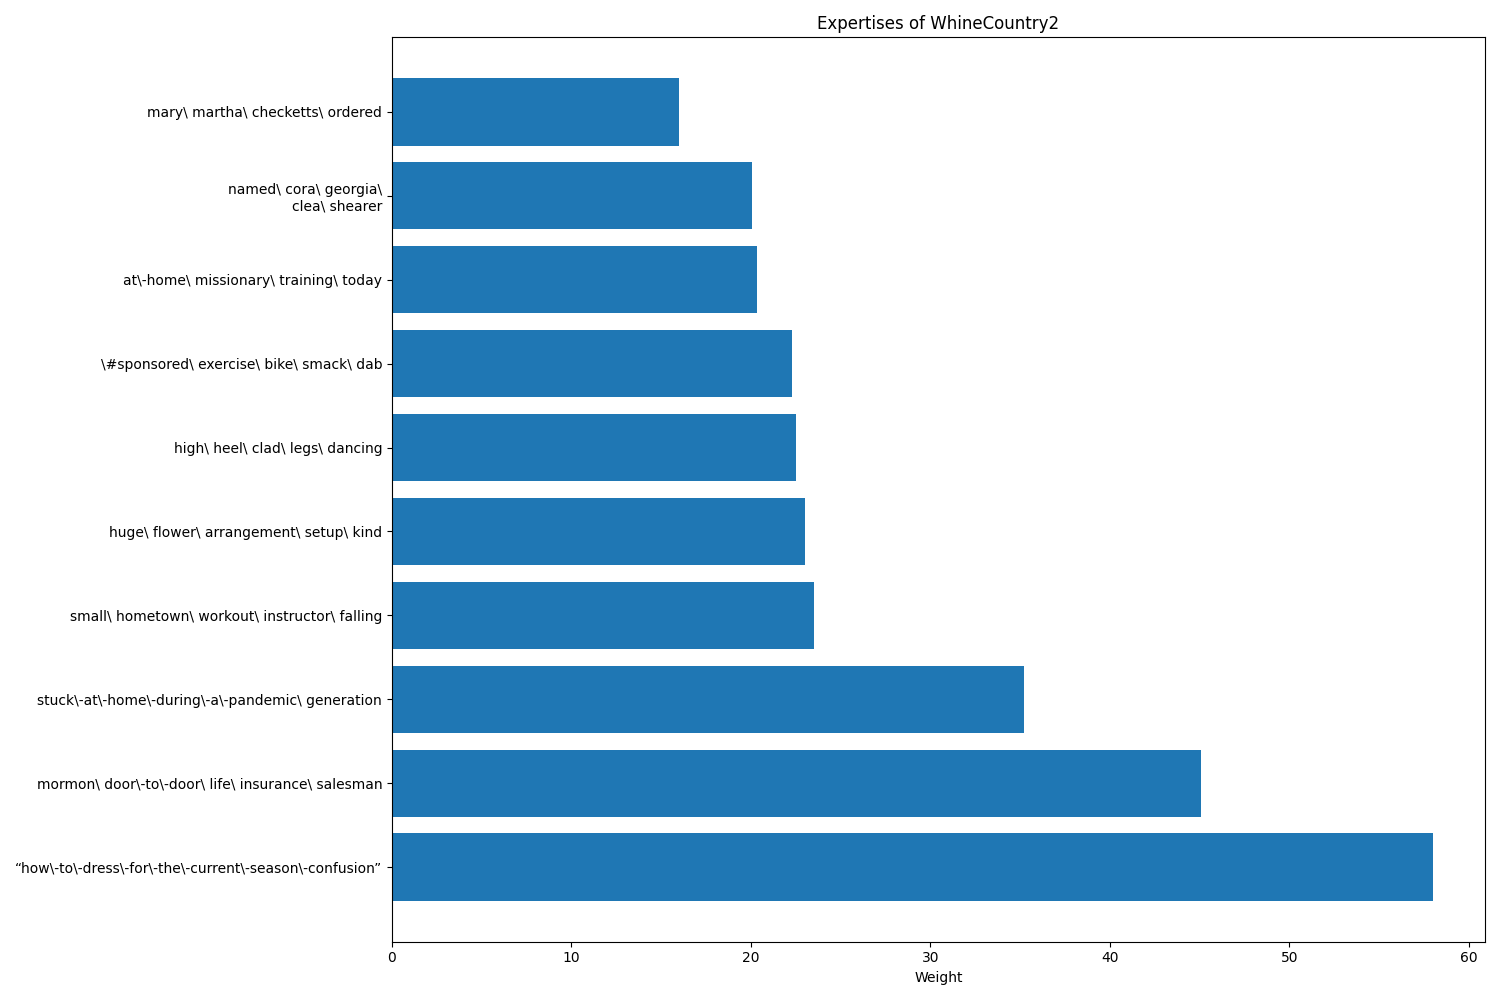 Expertises of WhineCountry2
mary\ martha\ checketts\ ordered
named\ cora\ georgia\
clea\ shearer
at\-home\ missionary\ training\ today
\#sponsored\ exercise\ bike\ smack\ dab
high\ heel\ clad\ legs\ dancing
huge\ flower\ arrangement\ setup\ kind
small\ hometown\ workout\ instructor\ falling
stuck\-at\-home\-during\-a\-pandemic\ generation
mormon\ door\-to\-door\ life\ insurance\ salesman
“how\-to\-dress\-for\-the\-current\-season\-confusion”
0 10 20 30 40 50 60
Weight